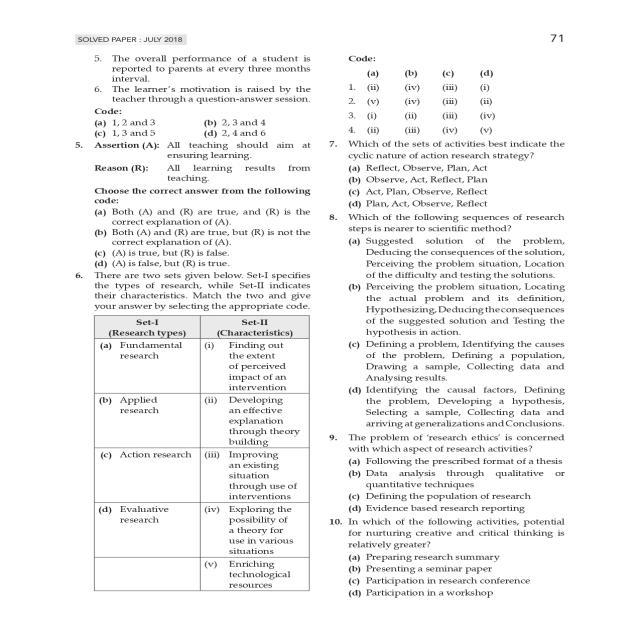 SOLVED PAPER : JULY 2018
71
5. The overall performance of a student is
reported to parents at every three months
interval.
6. The learner's motivation is raised by the
teacher through a question-answer session.
Code:
(a) 1, 2 and 3 (b) 2, 3 and 4
(c) 1, 3 and 5 (d) 2, 4 and 6
5. Assertion (A): All teaching should aim at
ensuring learning.
Reason (R): All learning results from
teaching.
Choose the correct answer from the following
code:
(a) Both (A) and (R) are true, and (R) is the
correct explanation of (A).
(b) Both (A) and (R) are true, but (R) is not the
correct explanation of (A).
(c) (A) is true, but (R) is false.
(d) (A) is false, but (R) is true.
6. There are two sets given below. Set-I specifies
the types of research, while Set-II indicates
their characteristics. Match the two and give
your answer by selecting the appropriate code.
Set-I Set-II
(Research types) (Characteristics)
(a) Fundamental (i) Finding out
research the extent
of perceived
impact of an
intervention
(b) Applied (ii) Developing
research an effective
explanation
through theory
building
(c) Action research (iii) Improving
an existing
situation
through use of
interventions
(d) Evaluative (iv) Exploring the
research possibility of
a theory for
use in various
situations
(v) Enriching
technological
resources
Code:
(a) (b) (c) (d)
1. (ii) (iv) (iii) (i)
2. (v) (iv) (iii) (ii)
3. (i) (ii) (iii) (iv)
4. (ii) (iii) (iv) (v)
7. Which of the sets of activities best indicate the
cyclic nature of action research strategy?
(a) Reflect, Observe, Plan, Act
(b) Observe, Act, Reflect, Plan
(c) Act, Plan, Observe, Reflect
(d) Plan, Act, Observe, Reflect
8. Which of the following sequences of research
steps is nearer to scientific method?
(a) Suggested solution of the problem,
Deducing the consequences of the solution,
Perceiving the problem situation, Location
of the difficulty and testing the solutions.
(b) Perceiving the problem situation, Locating
the actual problem and its definition,
Hypothesizing, Deducing the consequences
of the suggested solution and Testing the
hypothesis in action.
(c) Defining a problem, Identifying the causes
of the problem, Defining a population,
Drawing a sample, Collecting data and
Analysing results.
(d) Identifying the causal factors, Defining
the problem, Developing a hypothesis,
Selecting a sample, Collecting data and
arriving at generalizations and Conclusions.
9. The problem of 'research ethics' is concerned
with which aspect of research activities?
(a) Following the prescribed format of a thesis
(b) Data analysis through qualitative or
quantitative techniques
(c) Defining the population of research
(d) Evidence based research reporting
10. In which of the following activities, potential
for nurturing creative and critical thinking is
relatively greater?
(a) Preparing research summary
(b) Presenting a seminar paper
(c) Participation in research conference
(d) Participation in a workshop